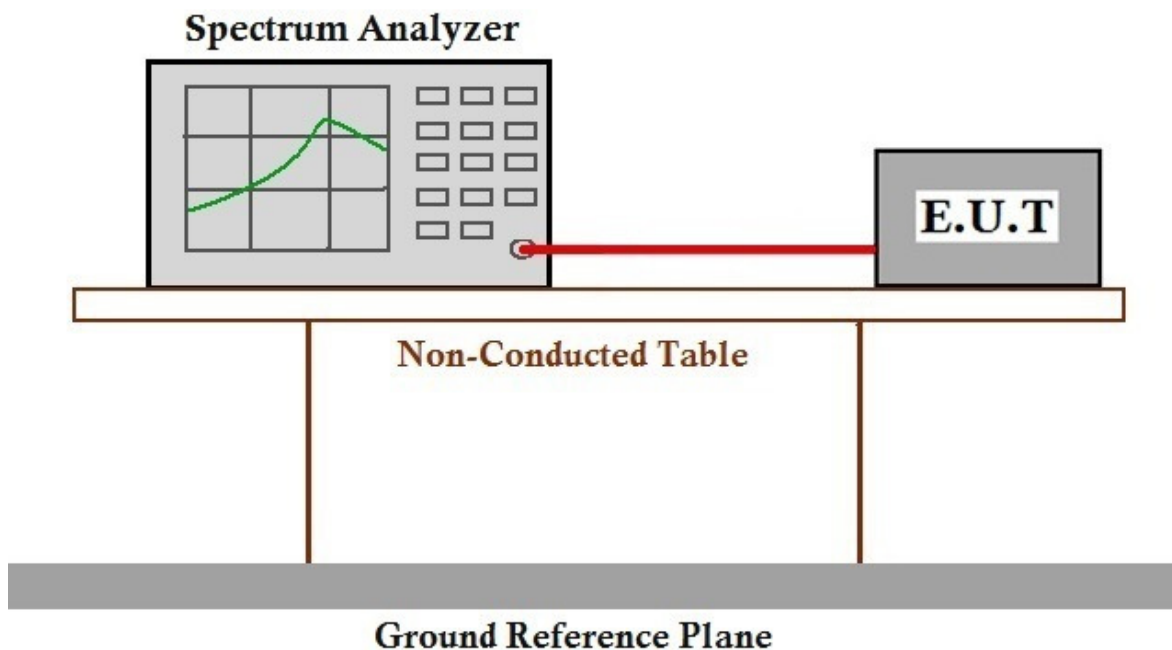 Spectrum Analyzer
E.U.T
Non-Conducted Table
Ground Reference Plane